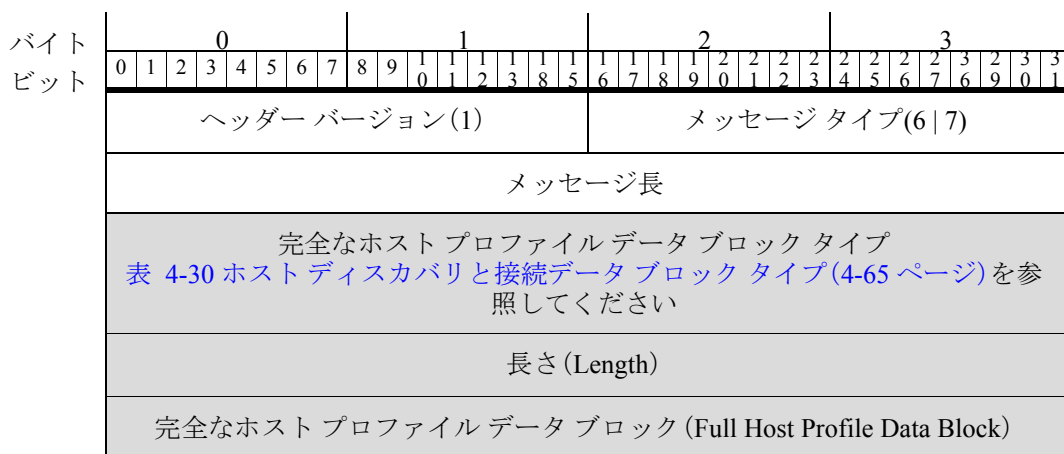 バイト 0 1 2 3
ビット 0 1 2 3 4 5 6 7 8 9 10 11 12 13 18 15 16 17 18 19 20 21 22 23 24 25 26 27 36 29 30 31
ヘッダー バージョン(1) メッセージ タイプ(6 | 7)
メッセージ長
完全なホスト プロファイル データ ブロック タイプ
表 4-30 ホスト ディスカバリと接続データ ブロック タイプ(4-65 ページ)を参
照してください
長さ(Length)
完全なホスト プロファイル データ ブロック(Full Host Profile Data Block)